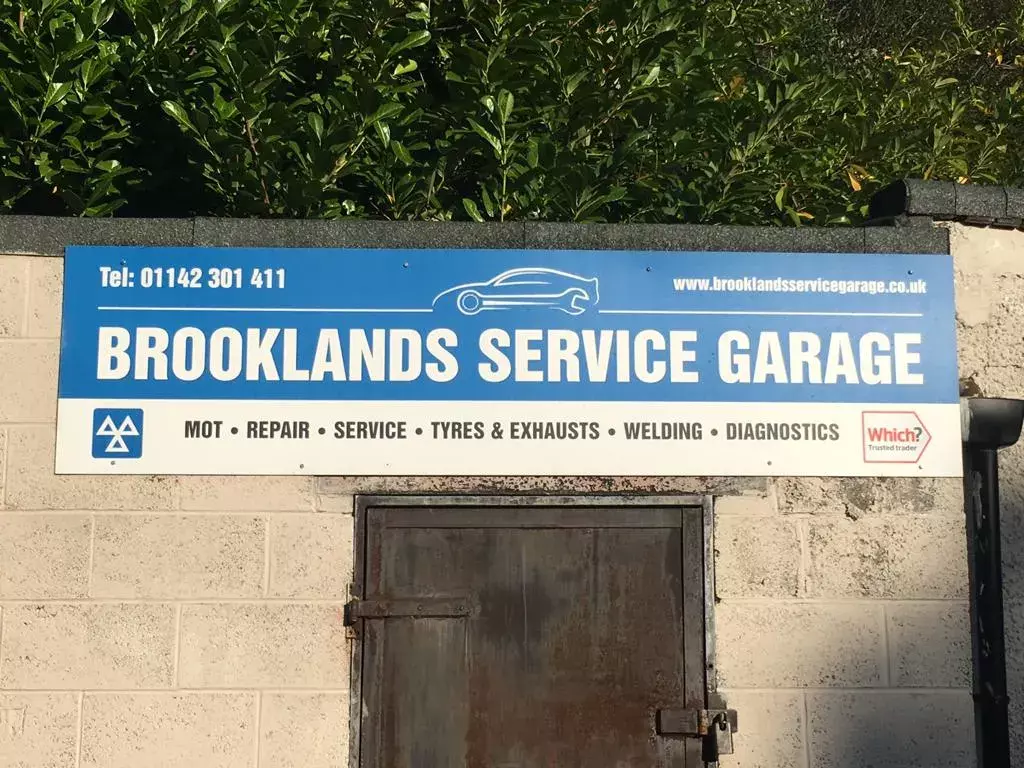 Tel: 01142 301 411
www.brooklandsservicegarage.co.uk
BROOKLANDS SERVICE GARAGE
MOT • REPAIR • SERVICE • TYRES & EXHAUSTS • WELDING • DIAGNOSTICS
Which?
Trusted trader